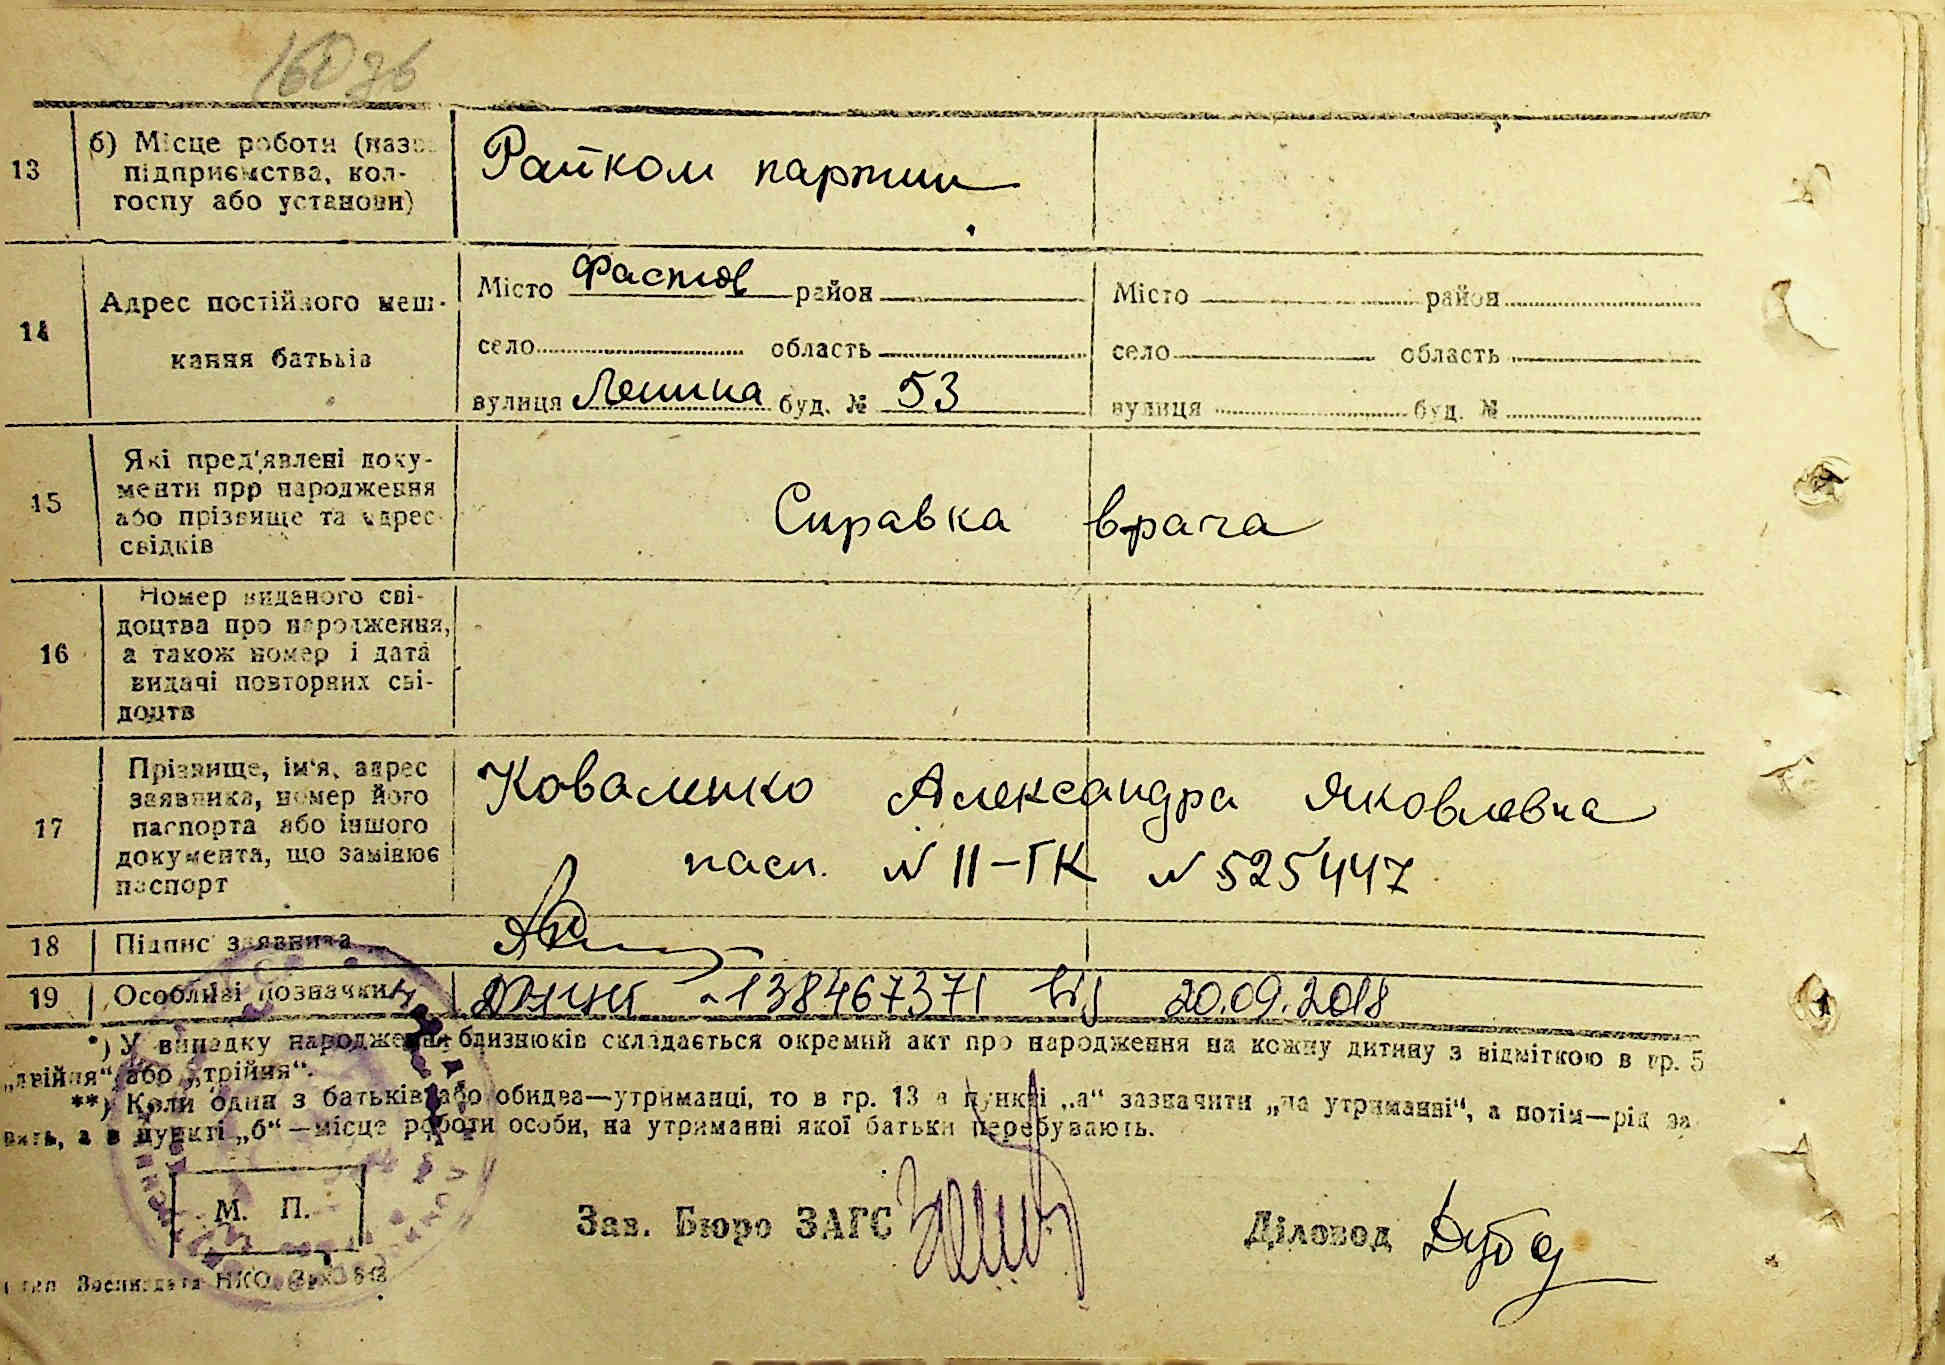 160 зв
13
б) Місце роботи (назв
підприємства, кол-
госпу або установи)
Райком партии
14
Адрес постійного меш-
кання батьків
Місто Фастов район
село область
вулиця Ленина буд. № 53
Місто район
село область
вулиця буд. №
15
Які пред'явлені доку-
менти прр народження
або прізвище та адрес
свідків
Справка врача
16
Номер виданого сві-
доцтва про народження,
а також номер і дата
видачі повторних сві-
доцтв
17
Прізвище, ім'я, адрес
заявника, номер його
паспорта або іншого
документа, що замінює
паспорт
Коваленко Александра Яковлевна
пасп. N II-ГК N 525447
18 Підпис заявника
19 Особливі позначки
138467371 від 20.09.2018
*) У випадку народження близнюків складається окремий акт про народження на кожну дитину з відміткою в гр. 5
„двійня“ або „трійня“.
**) Коли один з батьків або обидва—утриманці, то в гр. 13 в пункті „а“ зазначити „на утриманні“, а потім—рід за
нять, а в пункті „б“—місце роботи особи, на утриманні якої батьки перебувають.
М. П.
Зав. Бюро ЗАГС
Діловод